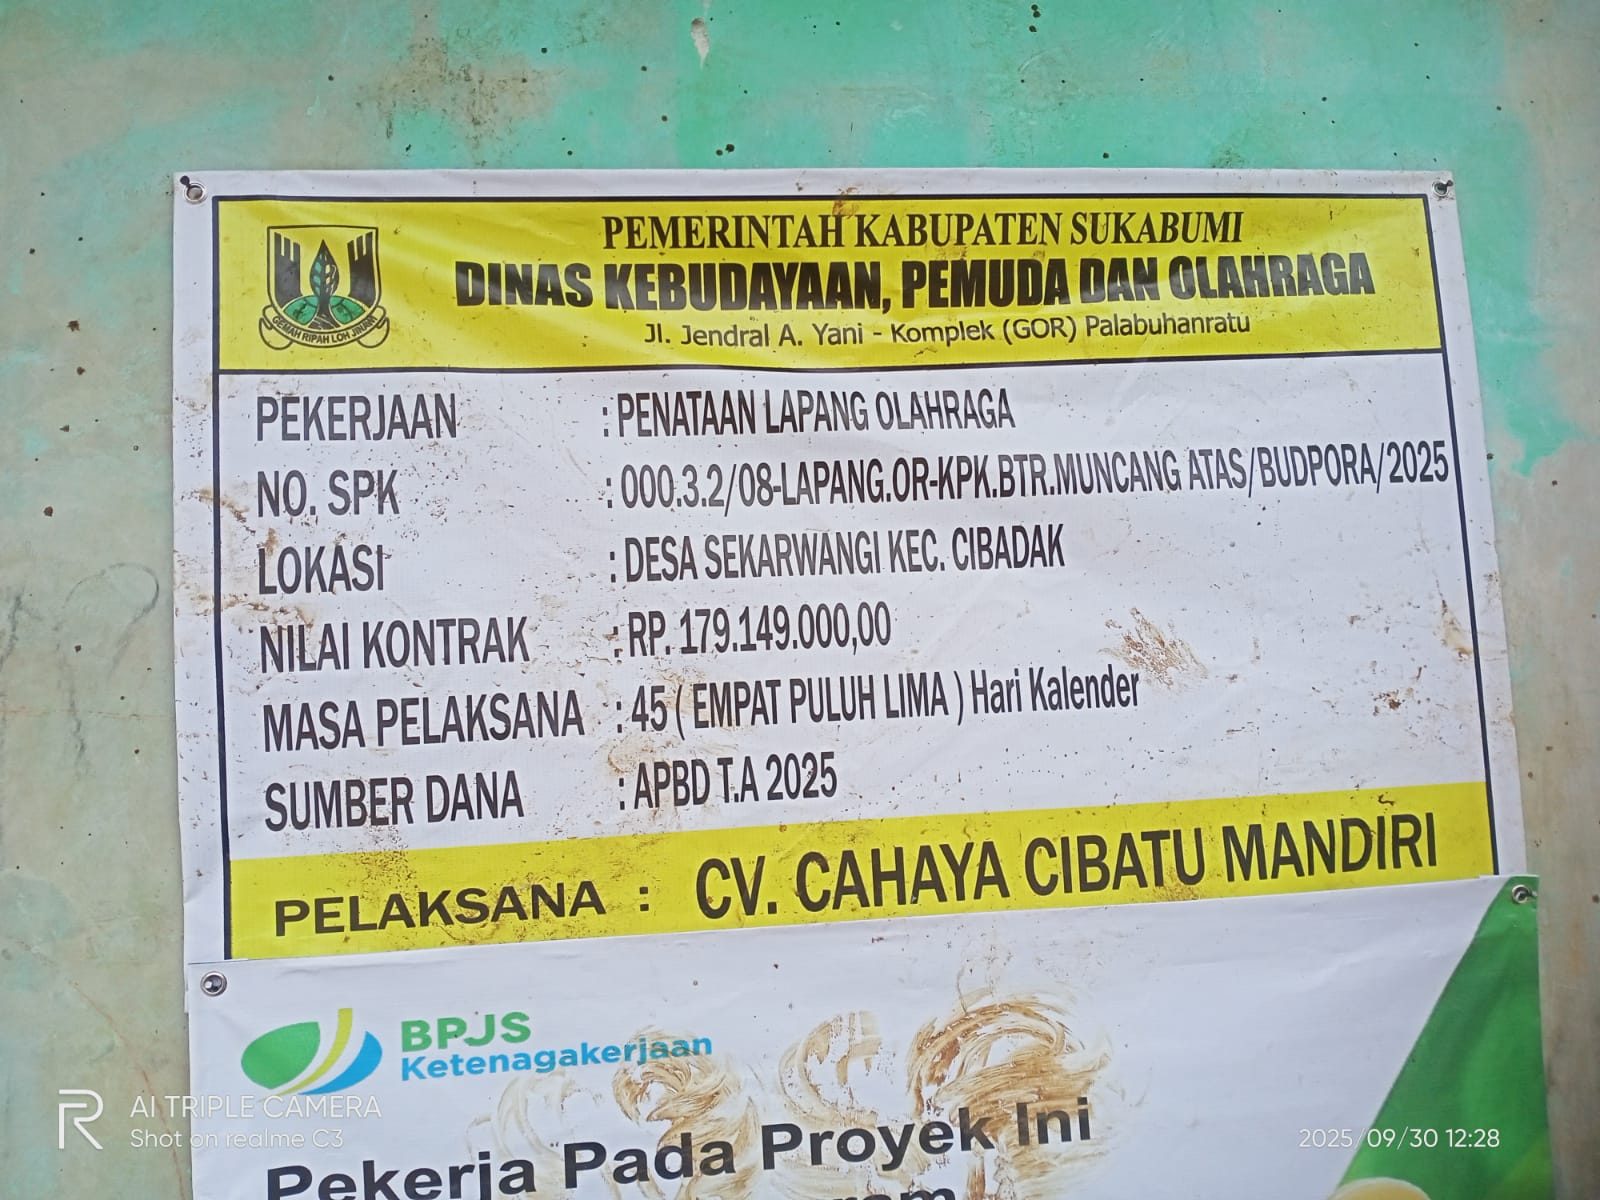 PEMERINTAH KABUPATEN SUKABUMI
DINAS KEBUDAYAAN, PEMUDA DAN OLAHRAGA
Jl. Jendral A. Yani - Komplek (GOR) Palabuhanratu
GEMAH RIPAH LOH JINAWI
PEKERJAAN : PENATAAN LAPANG OLAHRAGA
NO. SPK : 000.3.2/08-LAPANG.OR-KPK.BTR.MUNCANG ATAS/BUDPORA/2025
LOKASI : DESA SEKARWANGI KEC. CIBADAK
NILAI KONTRAK : RP. 179.149.000,00
MASA PELAKSANA : 45 ( EMPAT PULUH LIMA ) Hari Kalender
SUMBER DANA : APBD T.A 2025
PELAKSANA : CV. CAHAYA CIBATU MANDIRI
BPJS
Ketenagakerjaan
Pekerja Pada Proyek Ini
R AI TRIPLE CAMERA
Shot on realme C3
2025/09/30 12:28